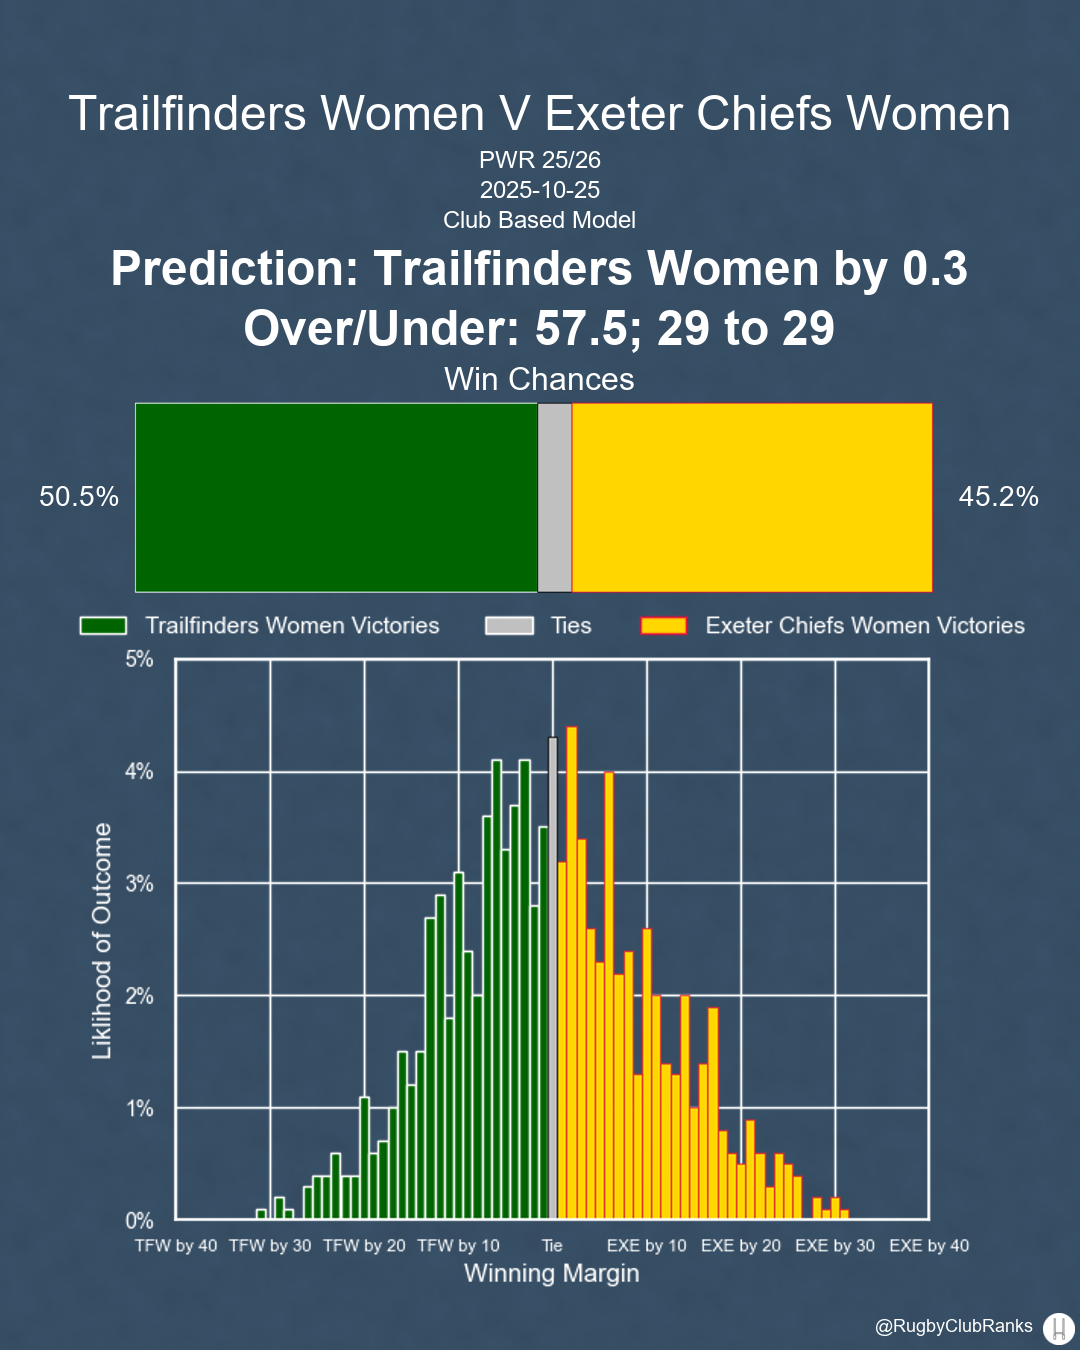 Trailfinders Women V Exeter Chiefs Women
PWR 25/26
2025-10-25
Club Based Model
Prediction: Trailfinders Women by 0.3
Over/Under: 57.5; 29 to 29
Win Chances
50.5%
45.2%
Trailfinders Women Victories
Ties
Exeter Chiefs Women Victories
5%
4%
3%
2%
1%
0%
Liklihood of Outcome
TFW by 40
TFW by 30
TFW by 20
TFW by 10
Tie
EXE by 10
EXE by 20
EXE by 30
EXE by 40
Winning Margin
@RugbyClubRanks